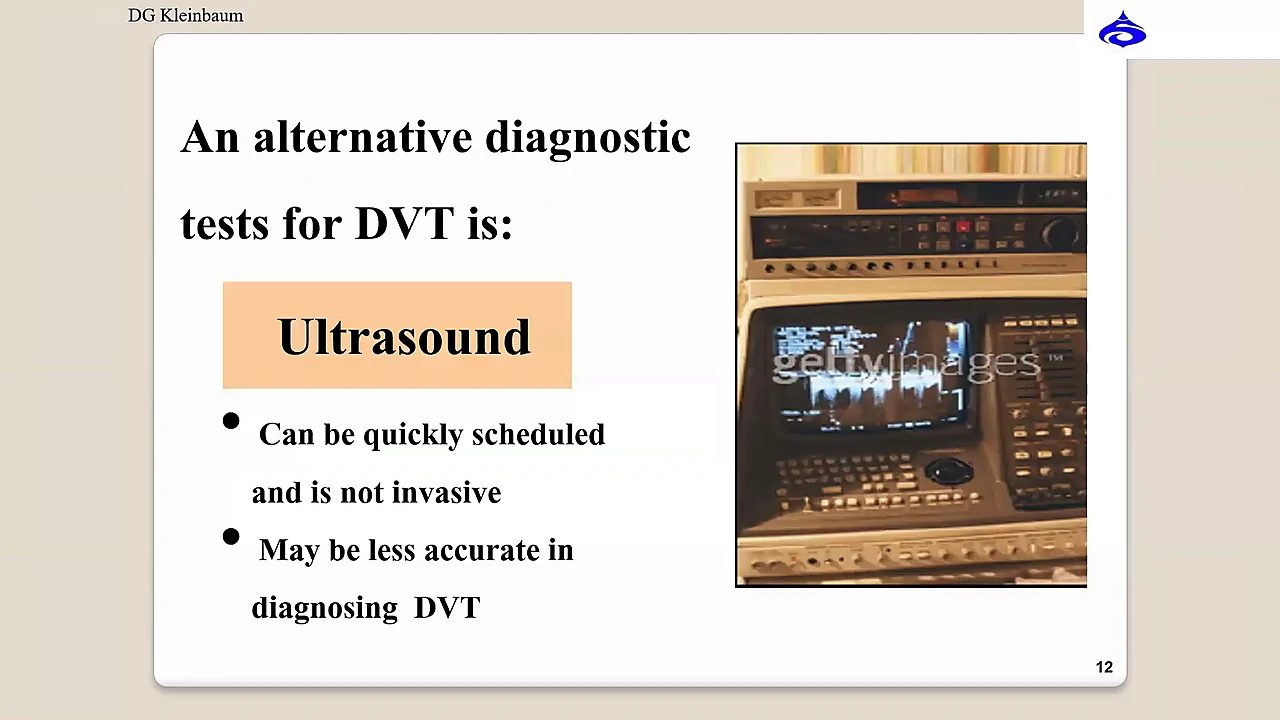 DG Kleinbaum
An alternative diagnostic
tests for DVT is:
Ultrasound
• Can be quickly scheduled
and is not invasive
• May be less accurate in
diagnosing DVT
gettyimages™
12